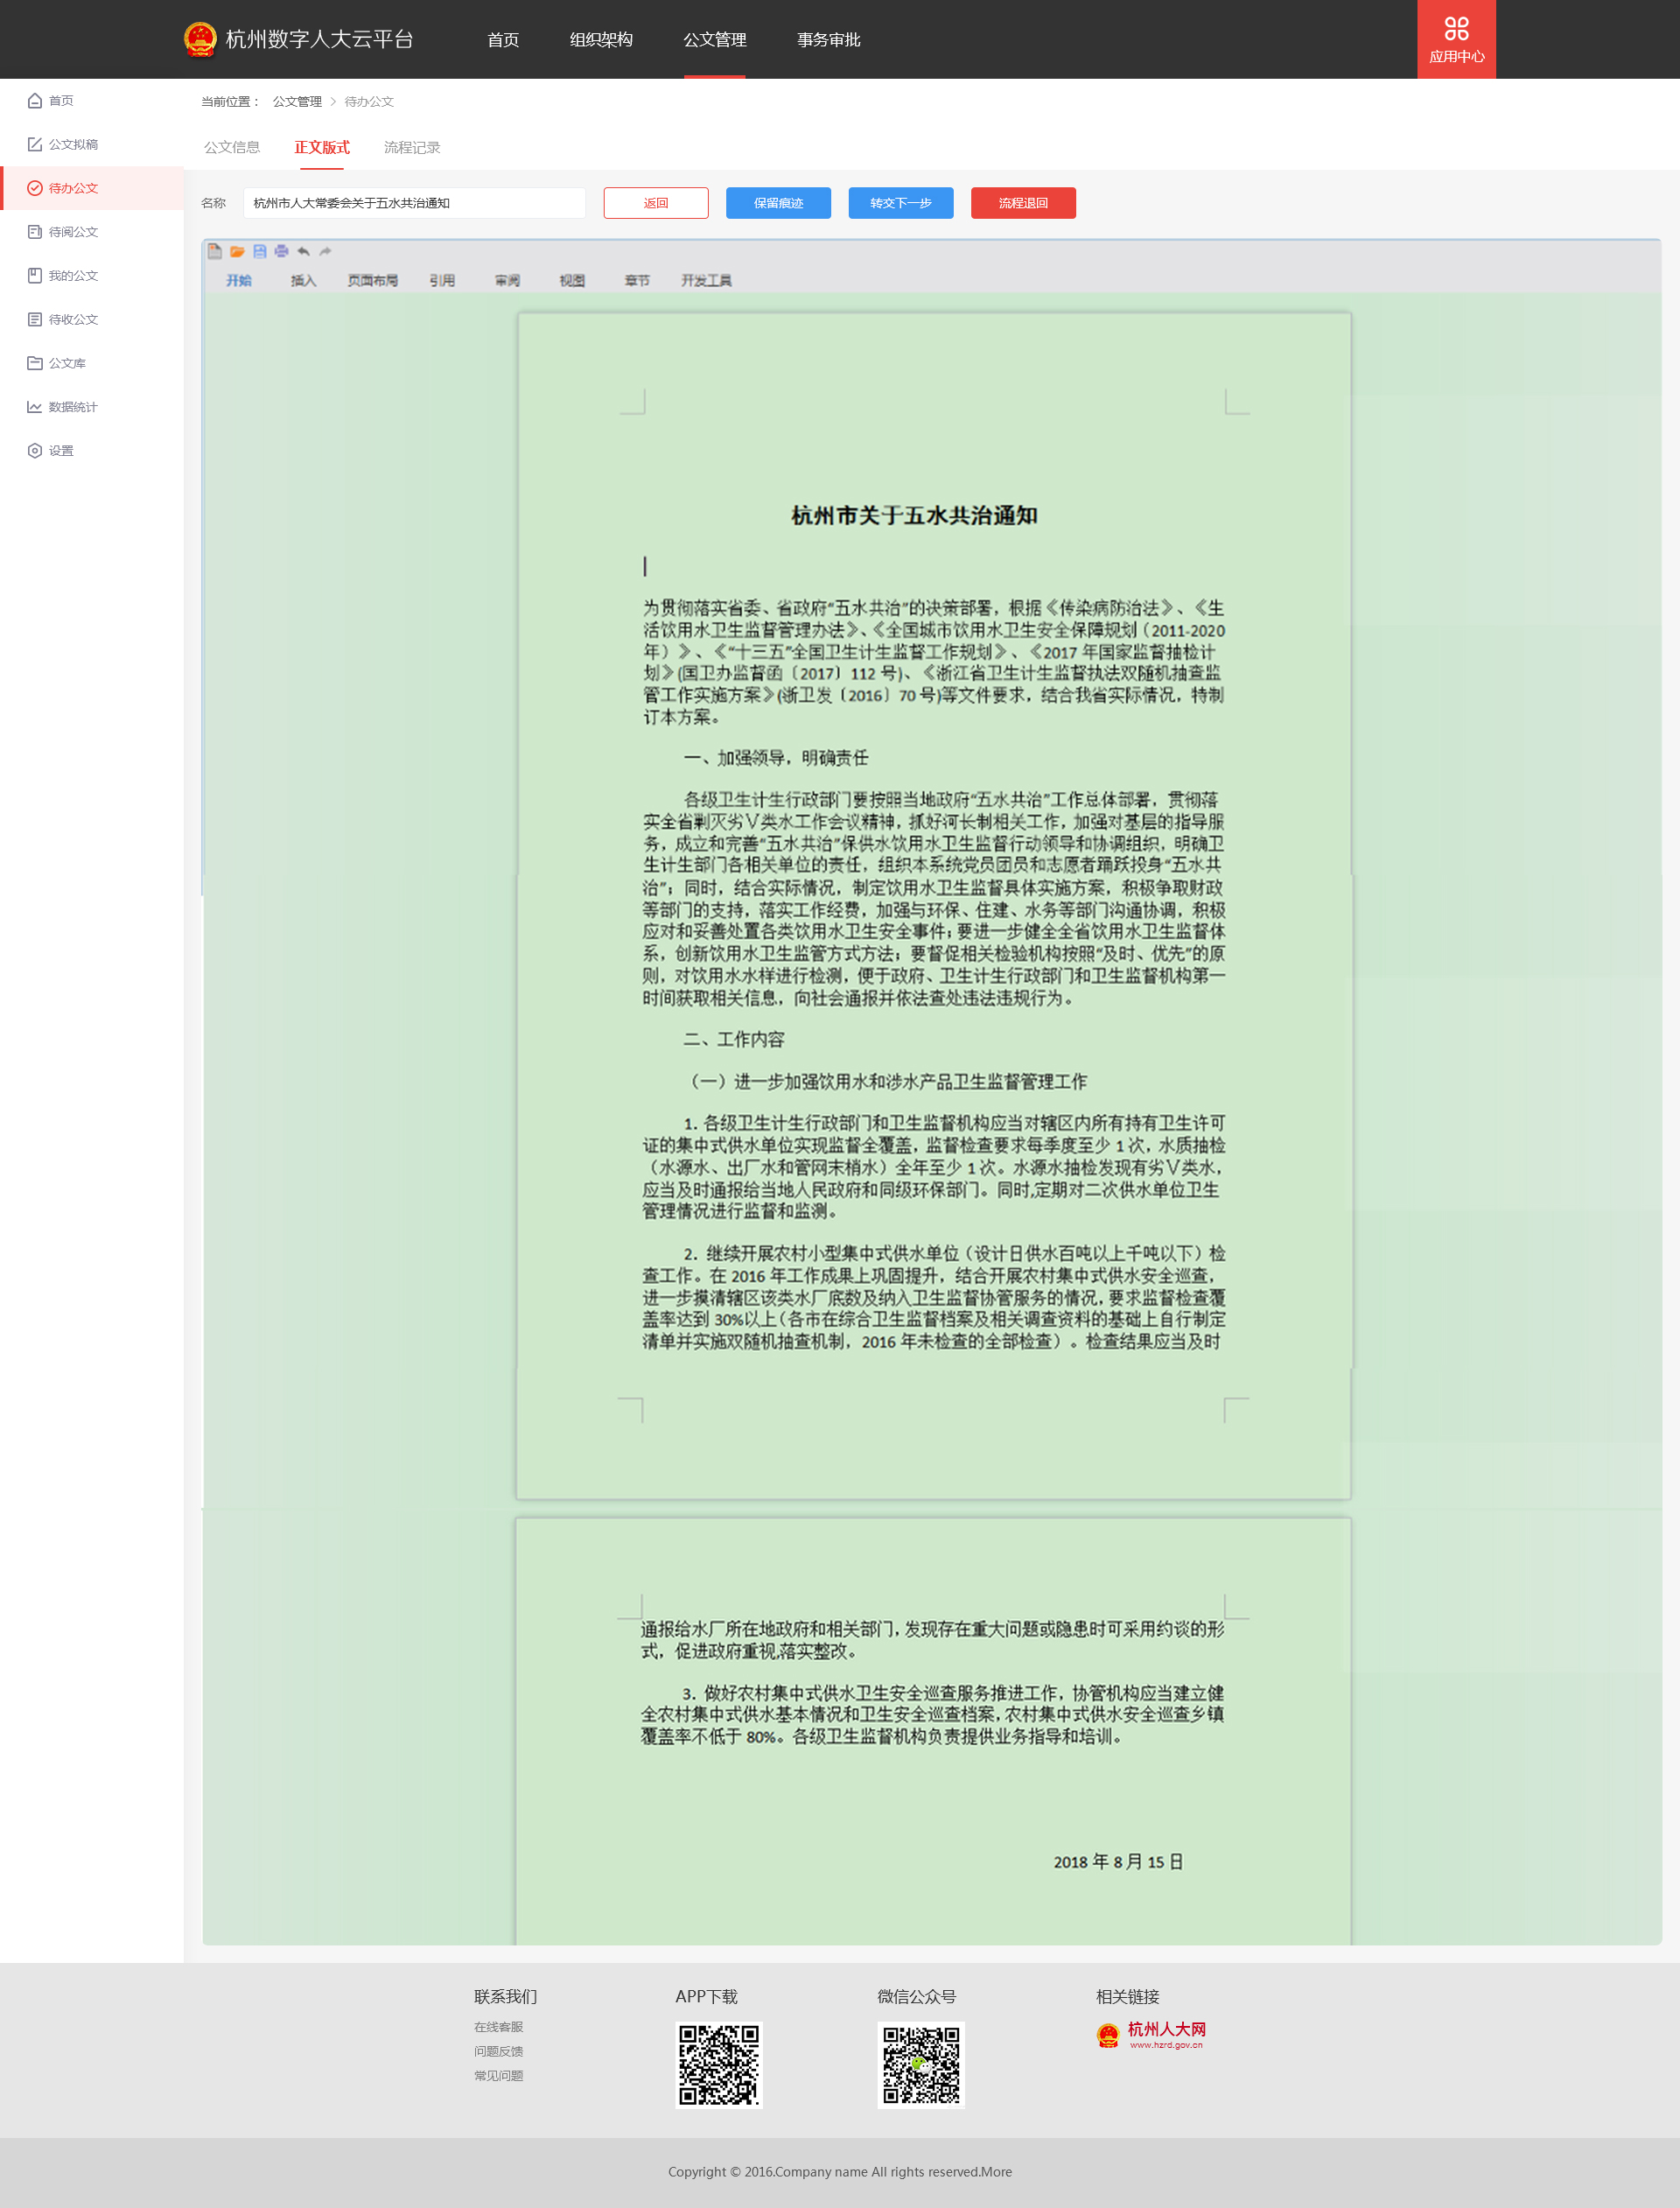 杭州数字人大云平台
首页 组织架构 公文管理 事务审批
应用中心
首页
公文拟稿
待办公文
待阅公文
我的公文
待收公文
公文库
数据统计
设置
当前位置： 公文管理 > 待办公文
公文信息 正文版式 流程记录
名称 杭州市人大常委会关于五水共治通知 返回 保留痕迹 转交下一步 流程退回
开始 插入 页面布局 引用 审阅 视图 章节 开发工具
杭州市关于五水共治通知
为贯彻落实省委、省政府“五水共治”的决策部署，根据《传染病防治法》、《生
活饮用水卫生监督管理办法》、《全国城市饮用水卫生安全保障规划（2011-2020
年）》、《“十三五”全国卫生计生监督工作规划》、《2017 年国家监督抽检计
划》(国卫办监督函〔2017〕112 号)、《浙江省卫生计生监督执法双随机抽查监
管工作实施方案》(浙卫发〔2016〕70 号)等文件要求，结合我省实际情况，特制
订本方案。
一、加强领导，明确责任
各级卫生计生行政部门要按照当地政府“五水共治”工作总体部署，贯彻落
实全省剿灭劣Ⅴ类水工作会议精神，抓好河长制相关工作，加强对基层的指导服
务，成立和完善“五水共治”保供水饮用水卫生监督行动领导和协调组织，明确卫
生计生部门各相关单位的责任，组织本系统党员团员和志愿者踊跃投身“五水共
治”；同时，结合实际情况，制定饮用水卫生监督具体实施方案，积极争取财政
等部门的支持，落实工作经费，加强与环保、住建、水务等部门沟通协调，积极
应对和妥善处置各类饮用水卫生安全事件；要进一步健全全省饮用水卫生监督体
系，创新饮用水卫生监管方式方法；要督促相关检验机构按照“及时、优先”的原
则，对饮用水水样进行检测，便于政府、卫生计生行政部门和卫生监督机构第一
时间获取相关信息，向社会通报并依法查处违法违规行为。
二、工作内容
（一）进一步加强饮用水和涉水产品卫生监督管理工作
1. 各级卫生计生行政部门和卫生监督机构应当对辖区内所有持有卫生许可
证的集中式供水单位实现监督全覆盖，监督检查要求每季度至少 1 次，水质抽检
（水源水、出厂水和管网末梢水）全年至少 1 次。水源水抽检发现有劣Ⅴ类水，
应当及时通报给当地人民政府和同级环保部门。同时,定期对二次供水单位卫生
管理情况进行监督和监测。
2. 继续开展农村小型集中式供水单位（设计日供水百吨以上千吨以下）检
查工作。在 2016 年工作成果上巩固提升，结合开展农村集中式供水安全巡查，
进一步摸清辖区该类水厂底数及纳入卫生监督协管服务的情况，要求监督检查覆
盖率达到 30%以上（各市在综合卫生监督档案及相关调查资料的基础上自行制定
清单并实施双随机抽查机制，2016 年未检查的全部检查）。检查结果应当及时
通报给水厂所在地政府和相关部门，发现存在重大问题或隐患时可采用约谈的形
式，促进政府重视,落实整改。
3. 做好农村集中式供水卫生安全巡查服务推进工作，协管机构应当建立健
全农村集中式供水基本情况和卫生安全巡查档案，农村集中式供水安全巡查乡镇
覆盖率不低于 80%。各级卫生监督机构负责提供业务指导和培训。
2018 年 8 月 15 日
联系我们 APP下载 微信公众号 相关链接
在线客服
问题反馈
常见问题
杭州人大网
www.hzrd.gov.cn
Copyright © 2016.Company name All rights reserved.More